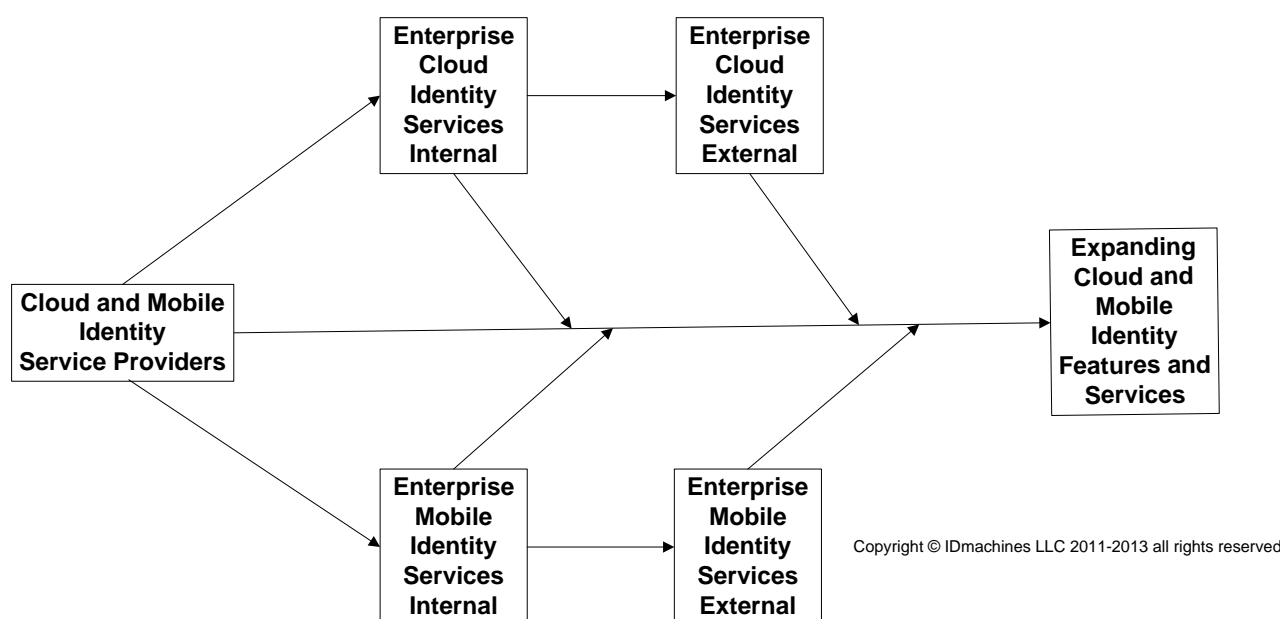 Enterprise
Cloud
Identity
Services
Internal
Enterprise
Cloud
Identity
Services
External
Cloud and Mobile
Identity
Service Providers
Expanding
Cloud and
Mobile
Identity
Features and
Services
Enterprise
Mobile
Identity
Services
Internal
Enterprise
Mobile
Identity
Services
External
Copyright © IDmachines LLC 2011-2013 all rights reserved